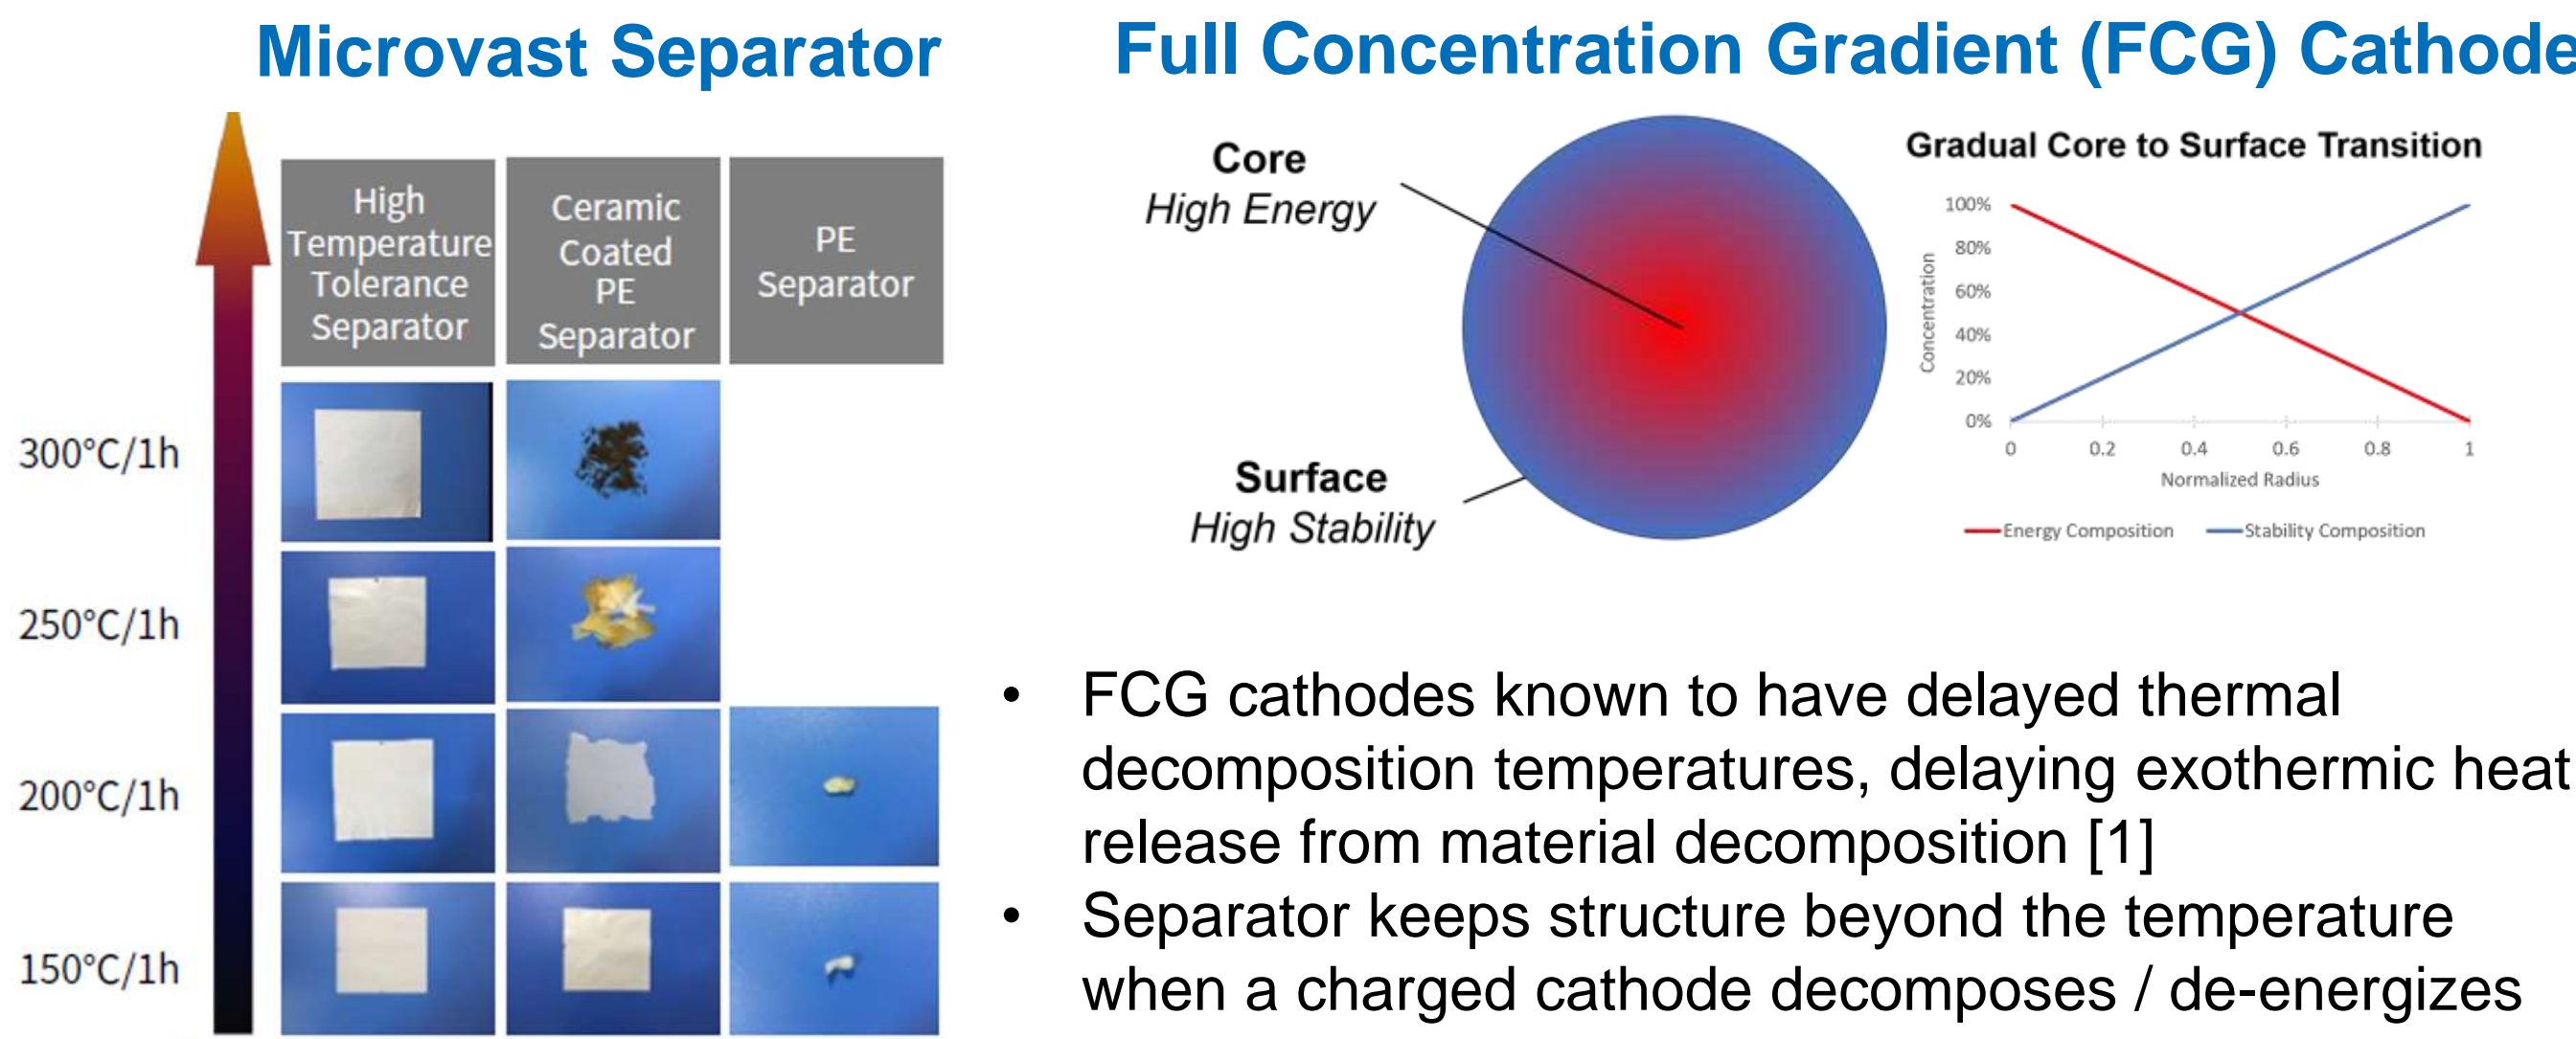 Microvast Separator
High
Temperature
Tolerance
Separator
Ceramic
Coated
PE
Separator
PE
Separator
300°C/1h
250°C/1h
200°C/1h
150°C/1h
Full Concentration Gradient (FCG) Cathode
Core
High Energy
Surface
High Stability
Gradual Core to Surface Transition
Concentration
100%
80%
60%
40%
20%
0%
0 0.2 0.4 0.6 0.8 1
Normalized Radius
Energy Composition Stability Composition
• FCG cathodes known to have delayed thermal
decomposition temperatures, delaying exothermic heat
release from material decomposition [1]
• Separator keeps structure beyond the temperature
when a charged cathode decomposes / de-energizes